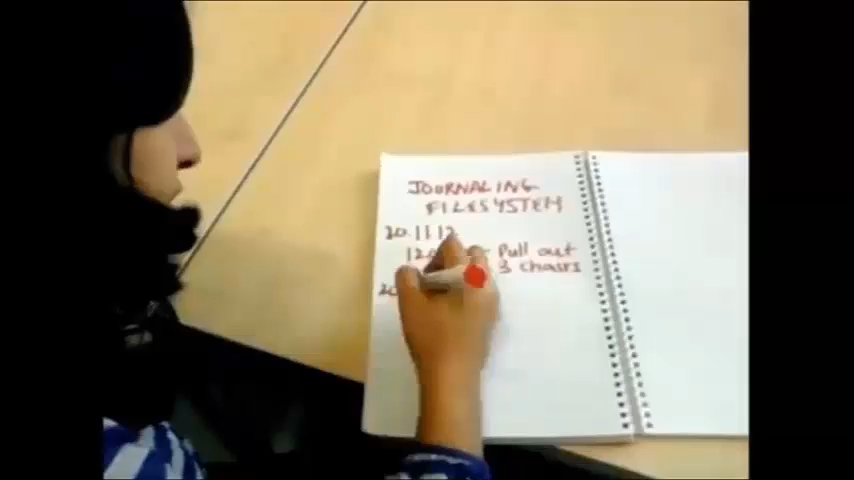 JOURNALING
FILESYSTEM
20.11.12
Pull out
3 chairs